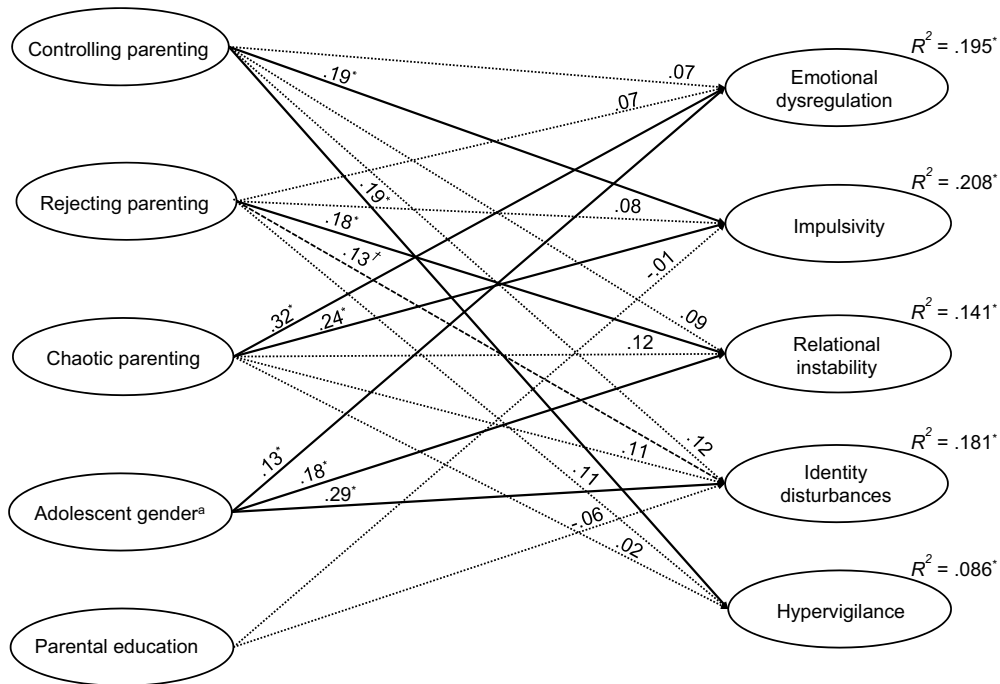 Controlling parenting
Rejecting parenting
Chaotic parenting
Adolescent genderᵃ
Parental education
.07
.19*
.07
.19*
.18*
.08
.13†
-.01
.32*
.24*
.09
.12
.13*
.18*
.29*
.11
.12
.11
-.06
.02
R² = .195*
Emotional
dysregulation
R² = .208*
Impulsivity
R² = .141*
Relational
instability
R² = .181*
Identity
disturbances
R² = .086*
Hypervigilance